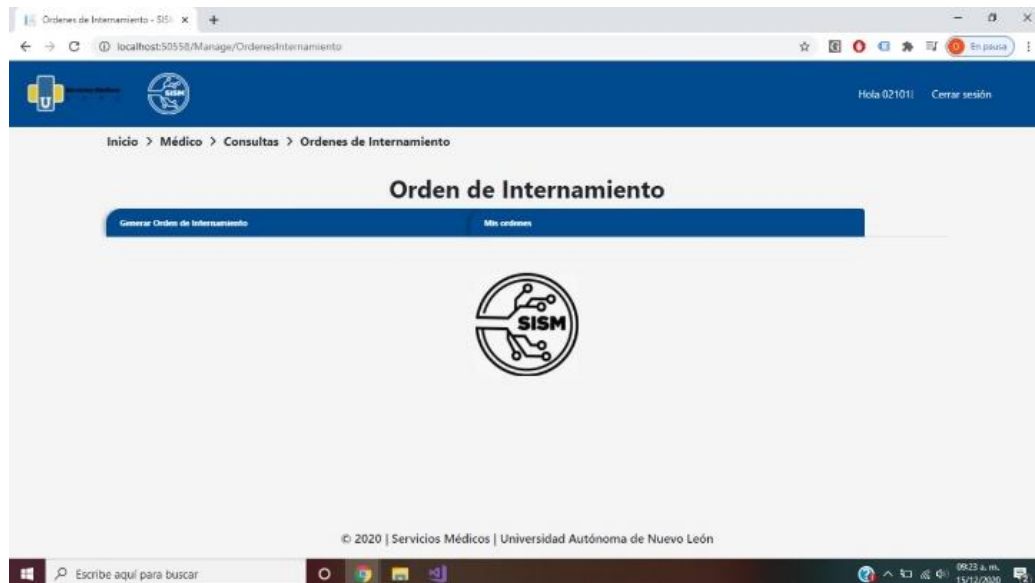 Ordenes de Internamiento - SIS
localhost:50558/Manage/OrdenesInternamiento
En pausa
U
SISM
Hola 02101
Cerrar sesión
Inicio > Médico > Consultas > Ordenes de Internamiento
Orden de Internamiento
Generar Orden de Internamiento
Mis ordenes
SISM
© 2020 | Servicios Médicos | Universidad Autónoma de Nuevo León
Escribe aquí para buscar
09:23 a. m.
15/12/2020